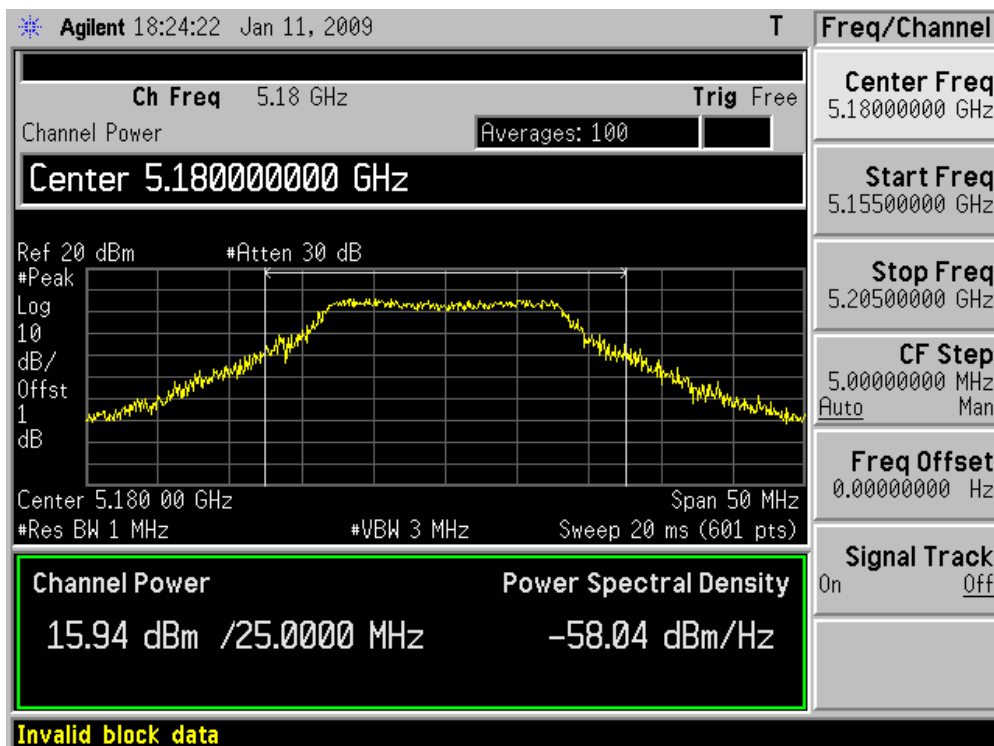 Agilent 18:24:22 Jan 11, 2009 T
Ch Freq 5.18 GHz Trig Free
Channel Power Averages: 100
Center 5.180000000 GHz
Ref 20 dBm #Atten 30 dB
#Peak
Log
10
dB/
Offst
1
dB
Center 5.180 00 GHz Span 50 MHz
#Res BW 1 MHz #VBW 3 MHz Sweep 20 ms (601 pts)
Channel Power Power Spectral Density
15.94 dBm /25.0000 MHz -58.04 dBm/Hz
Invalid block data
Freq/Channel
Center Freq
5.18000000 GHz
Start Freq
5.15500000 GHz
Stop Freq
5.20500000 GHz
CF Step
5.00000000 MHz
Auto Man
Freq Offset
0.00000000 Hz
Signal Track
On Off